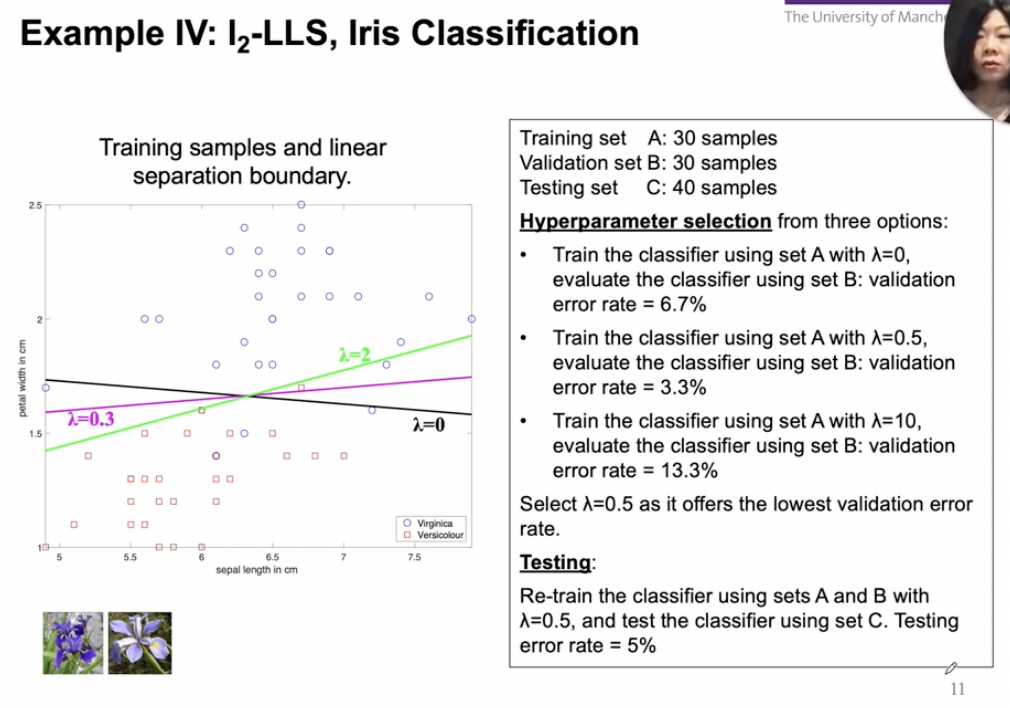 The University of Manche
Example IV: l₂-LLS, Iris Classification
Training samples and linear
separation boundary.
2.5
2
1.5
1
petal width in cm
λ=2
λ=0.3
λ=0
Virginica
Versicolour
5
5.5
6
6.5
7
7.5
sepal length in cm
Training set A: 30 samples
Validation set B: 30 samples
Testing set C: 40 samples
Hyperparameter selection from three options:
• Train the classifier using set A with λ=0,
evaluate the classifier using set B: validation
error rate = 6.7%
• Train the classifier using set A with λ=0.5,
evaluate the classifier using set B: validation
error rate = 3.3%
• Train the classifier using set A with λ=10,
evaluate the classifier using set B: validation
error rate = 13.3%
Select λ=0.5 as it offers the lowest validation error
rate.
Testing:
Re-train the classifier using sets A and B with
λ=0.5, and test the classifier using set C. Testing
error rate = 5%
11